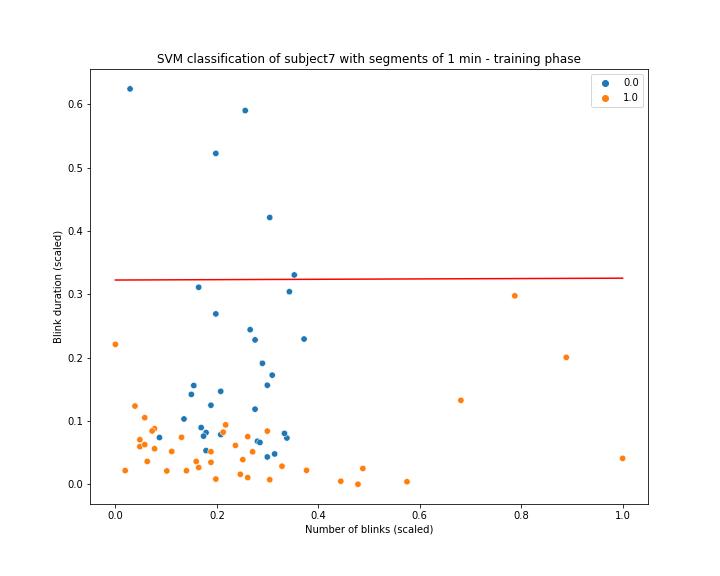 SVM classification of subject7 with segments of 1 min - training phase
0.0
1.0
Blink duration (scaled)
0.6
0.5
0.4
0.3
0.2
0.1
0.0
0.0 0.2 0.4 0.6 0.8 1.0
Number of blinks (scaled)